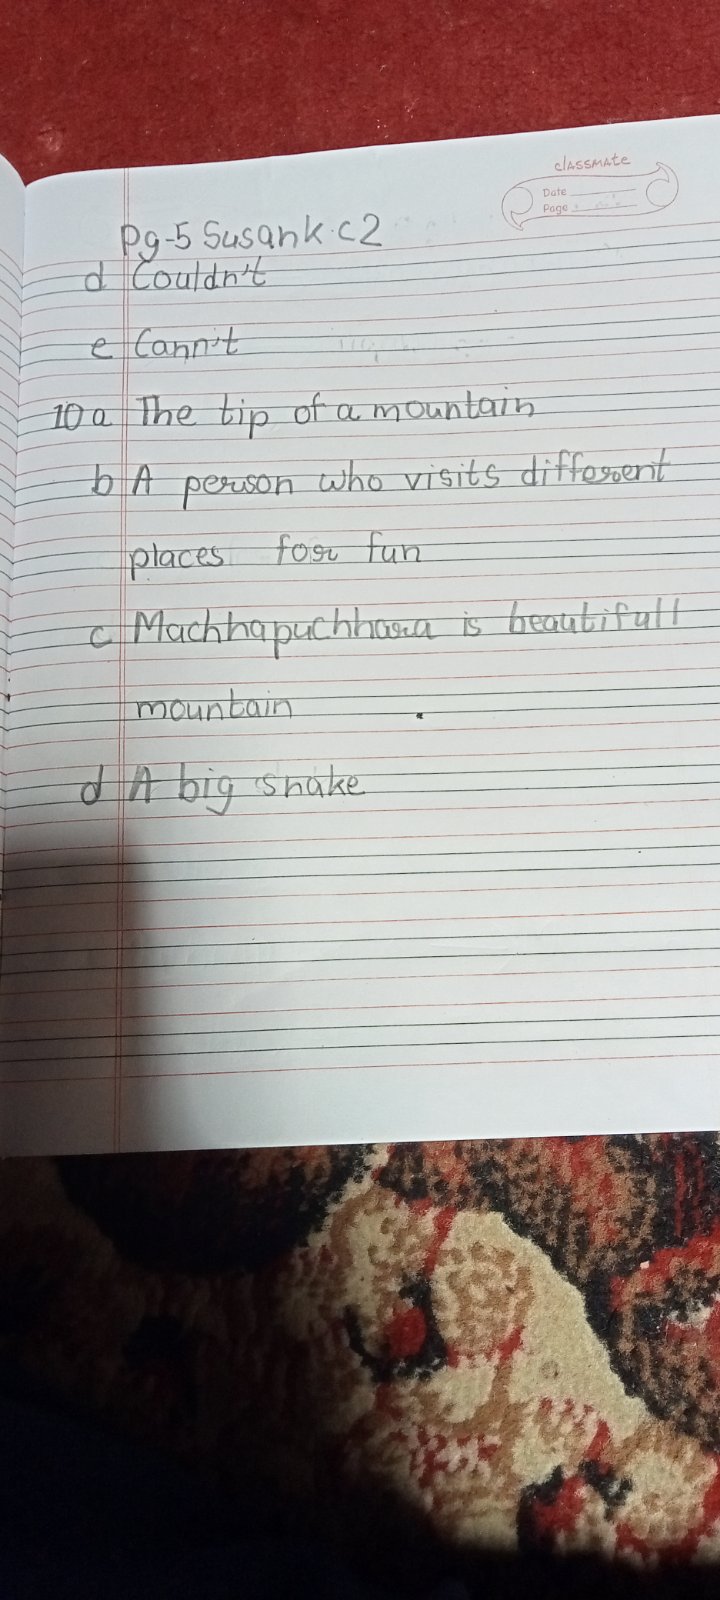 classmate
Date
Page
Pg-5 Susank.C2
d Couldn't
e Cann't
10 a The tip of a mountain
b A person who visits different
places for fun
c Machhapuchhara is beautifull
mountain
d A big snake